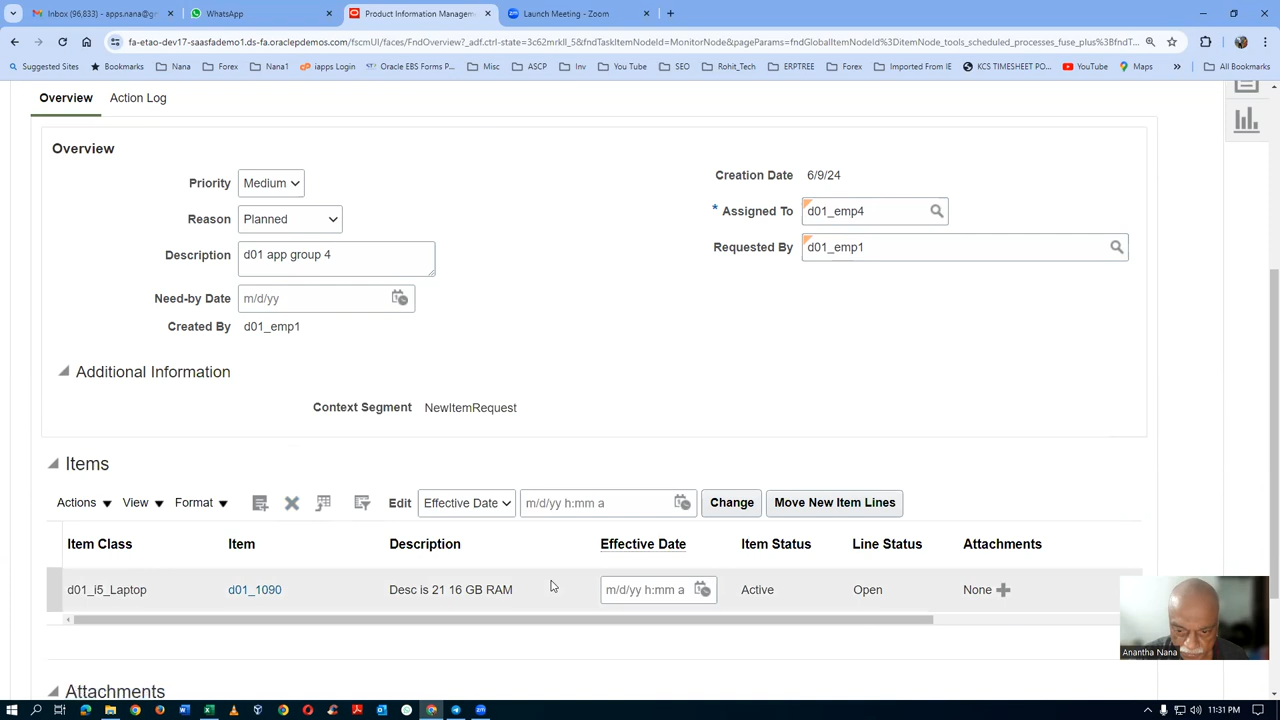 Inbox (96,833) - apps.nana@gr
WhatsApp
Product Information Managem
Launch Meeting - Zoom
fa-etao-dev17-saasfademo1.ds-fa.oraclepdemos.com/fscmUI/faces/FndOverview?_adf.ctrl-state=3c62mrkll_5&fndTaskItemNodeId=MonitorNode&pageParams=fndGlobalItemNodeId%3DitemNode_tools_scheduled_processes_fuse_plus%3BfndT...
Suggested Sites
Bookmarks
Nana
Forex
Nana1
iapps Login
Oracle EBS Forms P...
Misc
ASCP
Inv
You Tube
SEO
Rohit_Tech
ERPTREE
Forex
Imported From IE
KCS TIMESHEET PO...
YouTube
Maps
»
All Bookmarks
Overview
Action Log
Overview
Priority Medium
Creation Date 6/9/24
Reason Planned
* Assigned To d01_emp4
Description d01 app group 4
Requested By d01_emp1
Need-by Date m/d/yy
Created By d01_emp1
Additional Information
Context Segment NewItemRequest
Items
Actions View Format Edit Effective Date m/d/yy h:mm a Change Move New Item Lines
Item Class Item Description Effective Date Item Status Line Status Attachments
d01_i5_Laptop d01_1090 Desc is 21 16 GB RAM m/d/yy h:mm a Active Open None
Anantha Nana
Attachments
11:31 PM